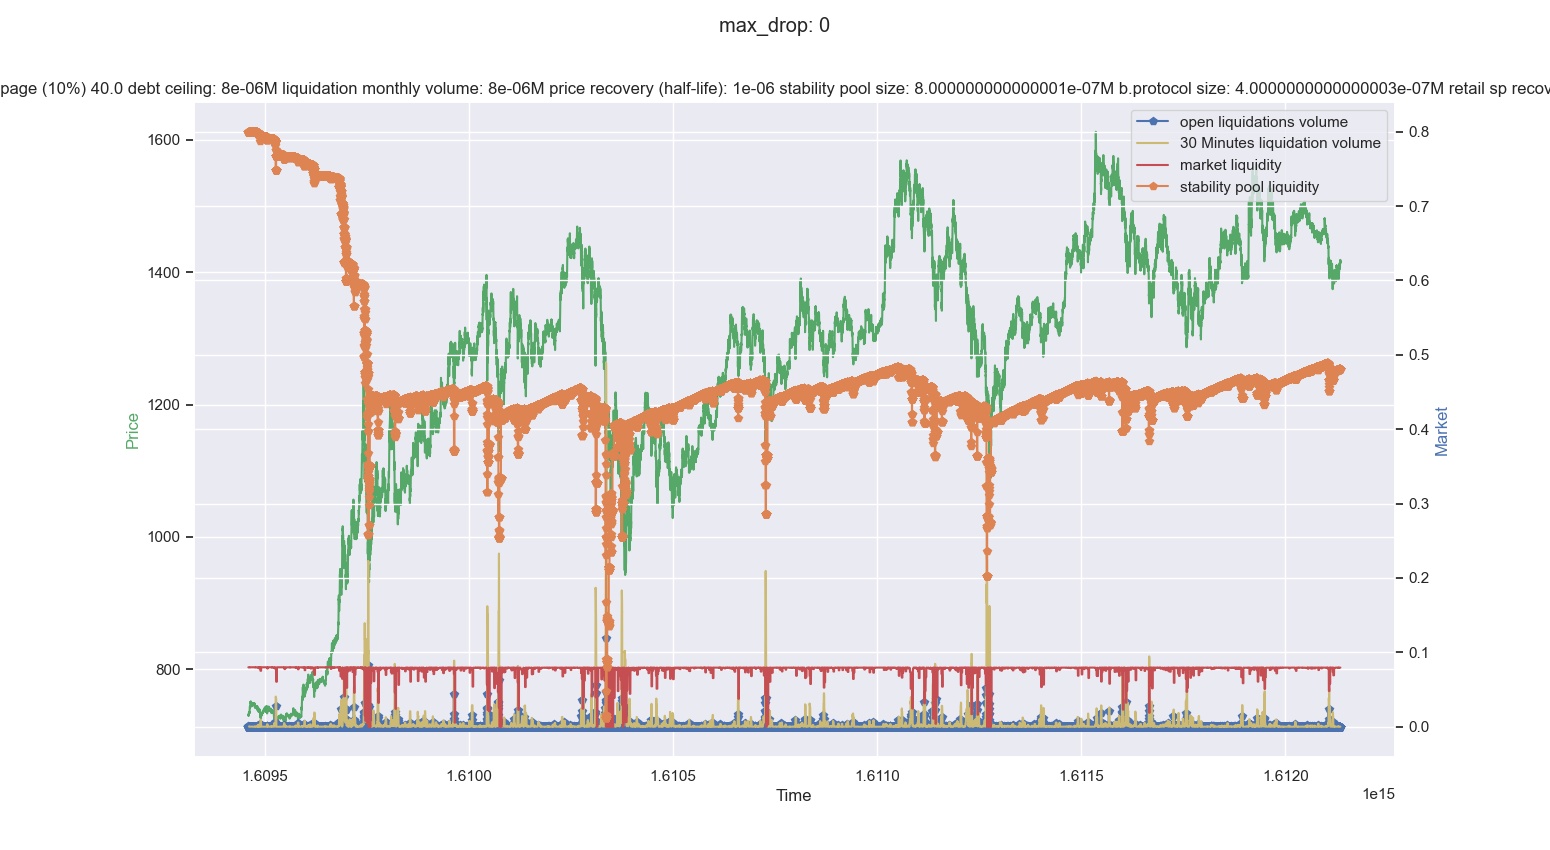 max_drop: 0
page (10%) 40.0 debt ceiling: 8e-06M liquidation monthly volume: 8e-06M price recovery (half-life): 1e-06 stability pool size: 8.000000000000001e-07M b.protocol size: 4.0000000000000003e-07M retail sp recov
open liquidations volume
30 Minutes liquidation volume
market liquidity
stability pool liquidity
1600
1400
1200
1000
800
Price
0.8
0.7
0.6
0.5
0.4
0.3
0.2
0.1
0.0
Market
1.6095 1.6100 1.6105 1.6110 1.6115 1.6120
Time
1e15